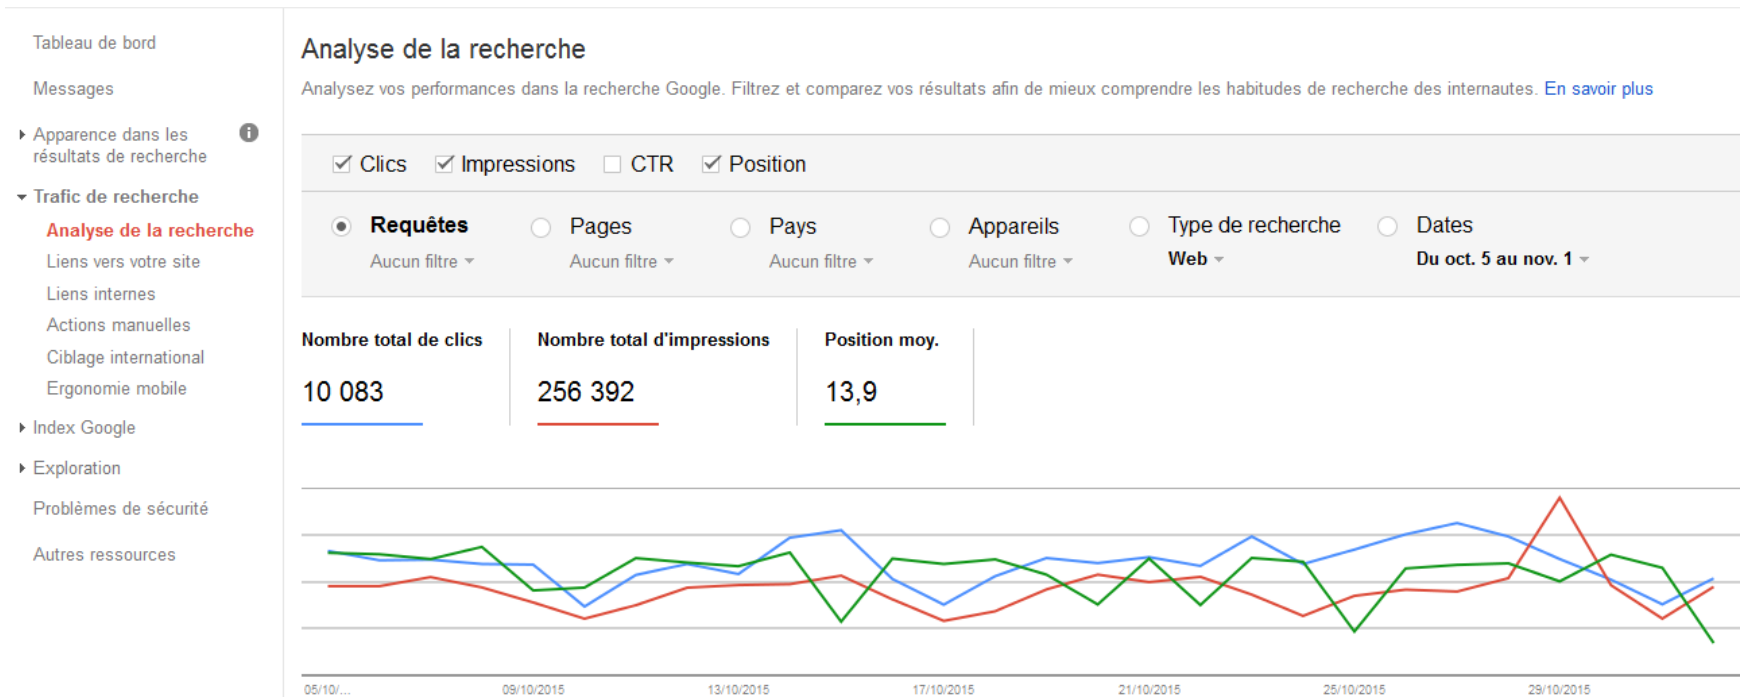 Tableau de bord
Messages
Apparence dans les
résultats de recherche
Trafic de recherche
Analyse de la recherche
Liens vers votre site
Liens internes
Actions manuelles
Ciblage international
Ergonomie mobile
Index Google
Exploration
Problèmes de sécurité
Autres ressources
Analyse de la recherche
Analysez vos performances dans la recherche Google. Filtrez et comparez vos résultats afin de mieux comprendre les habitudes de recherche des internautes. En savoir plus
Clics Impressions CTR Position
Requêtes Pages Pays Appareils Type de recherche Dates
Aucun filtre Aucun filtre Aucun filtre Aucun filtre Web Du oct. 5 au nov. 1
Nombre total de clics Nombre total d'impressions Position moy.
10 083 256 392 13,9
05/10/... 09/10/2015 13/10/2015 17/10/2015 21/10/2015 25/10/2015 29/10/2015